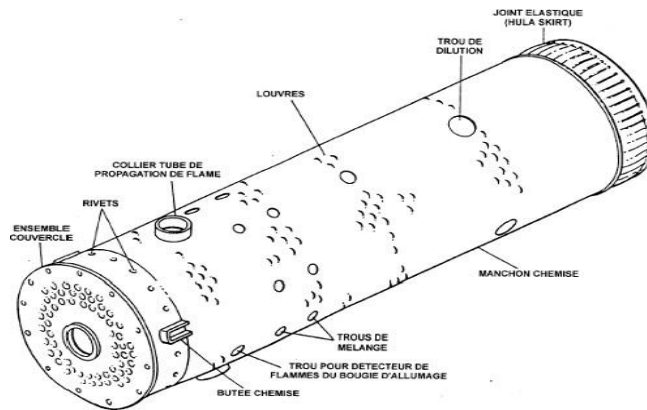 JOINT ELASTIQUE
(HULA SKIRT)
TROU DE
DILUTION
LOUVRES
COLLIER TUBE DE
PROPAGATION DE FLAME
RIVETS
ENSEMBLE
COUVERCLE
MANCHON CHEMISE
TROUS DE
MELANGE
TROU POUR DETECTEUR DE
FLAMMES DU BOUGIE D'ALLUMAGE
BUTEE CHEMISE